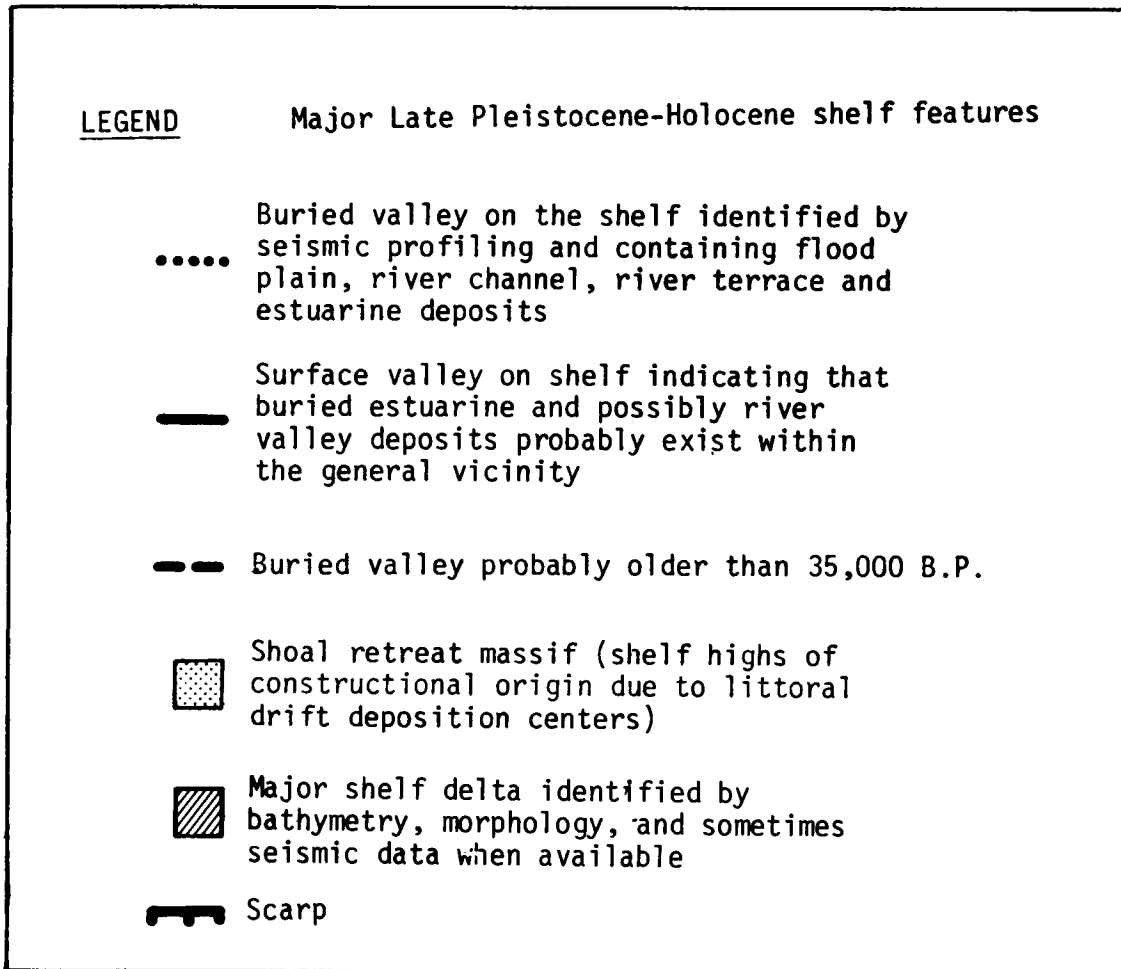 LEGEND Major Late Pleistocene-Holocene shelf features
Buried valley on the shelf identified by
seismic profiling and containing flood
plain, river channel, river terrace and
estuarine deposits
Surface valley on shelf indicating that
buried estuarine and possibly river
valley deposits probably exist within
the general vicinity
Buried valley probably older than 35,000 B.P.
Shoal retreat massif (shelf highs of
constructional origin due to littoral
drift deposition centers)
Major shelf delta identified by
bathymetry, morphology, and sometimes
seismic data when available
Scarp